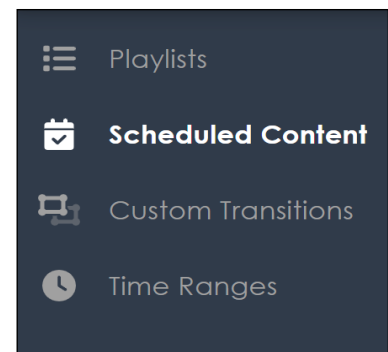 Playlists
Scheduled Content
Custom Transitions
Time Ranges